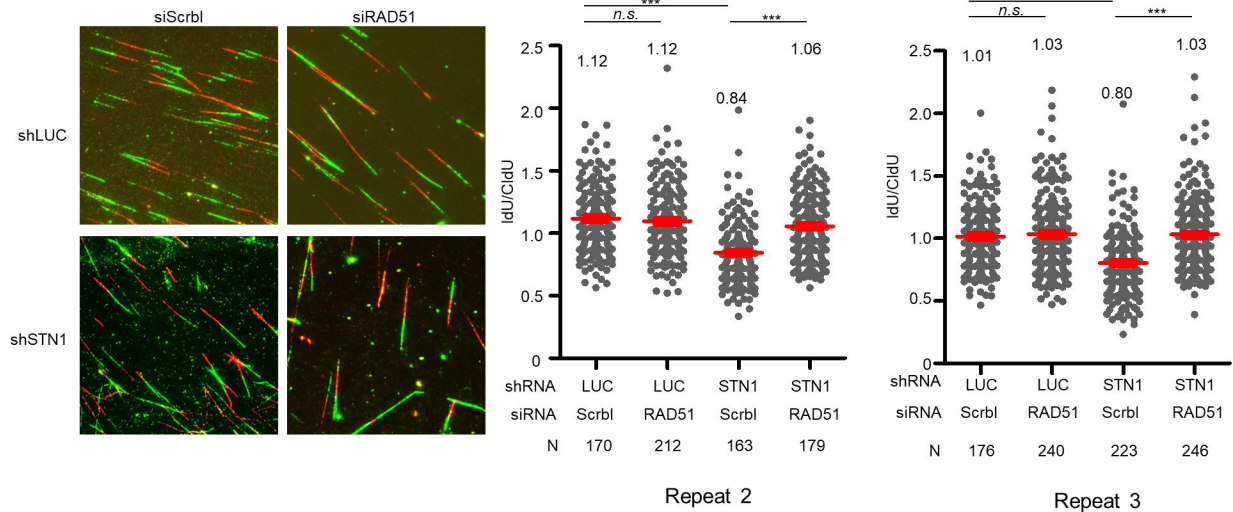 siScrbl siRAD51
shLUC
shSTN1
***
n.s. ***
1.12 1.12 0.84 1.06
IdU/CldU
2.5
2.0
1.5
1.0
0.5
0
shRNA LUC LUC STN1 STN1
siRNA Scrbl RAD51 Scrbl RAD51
N 170 212 163 179
Repeat 2
n.s. ***
1.01 1.03 0.80 1.03
IdU/CldU
2.5
2.0
1.5
1.0
0.5
0
shRNA LUC LUC STN1 STN1
siRNA Scrbl RAD51 Scrbl RAD51
N 176 240 223 246
Repeat 3